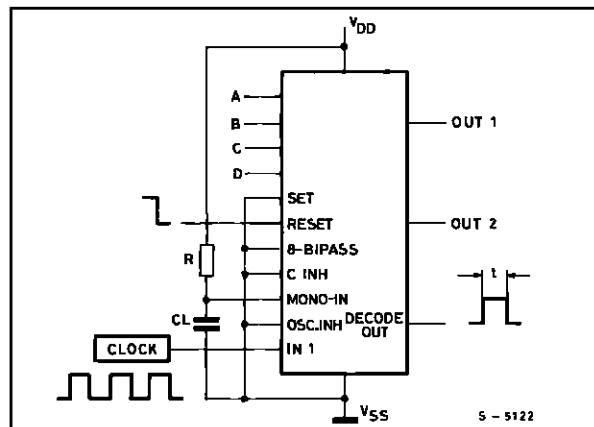 VDD
A
B
C
D
SET
RESET
8-BIPASS
C INH
MONO-IN
OSC.INH
IN 1
OUT 1
OUT 2
DECODE
OUT
t
R
CL
CLOCK
VSS
S - 5122